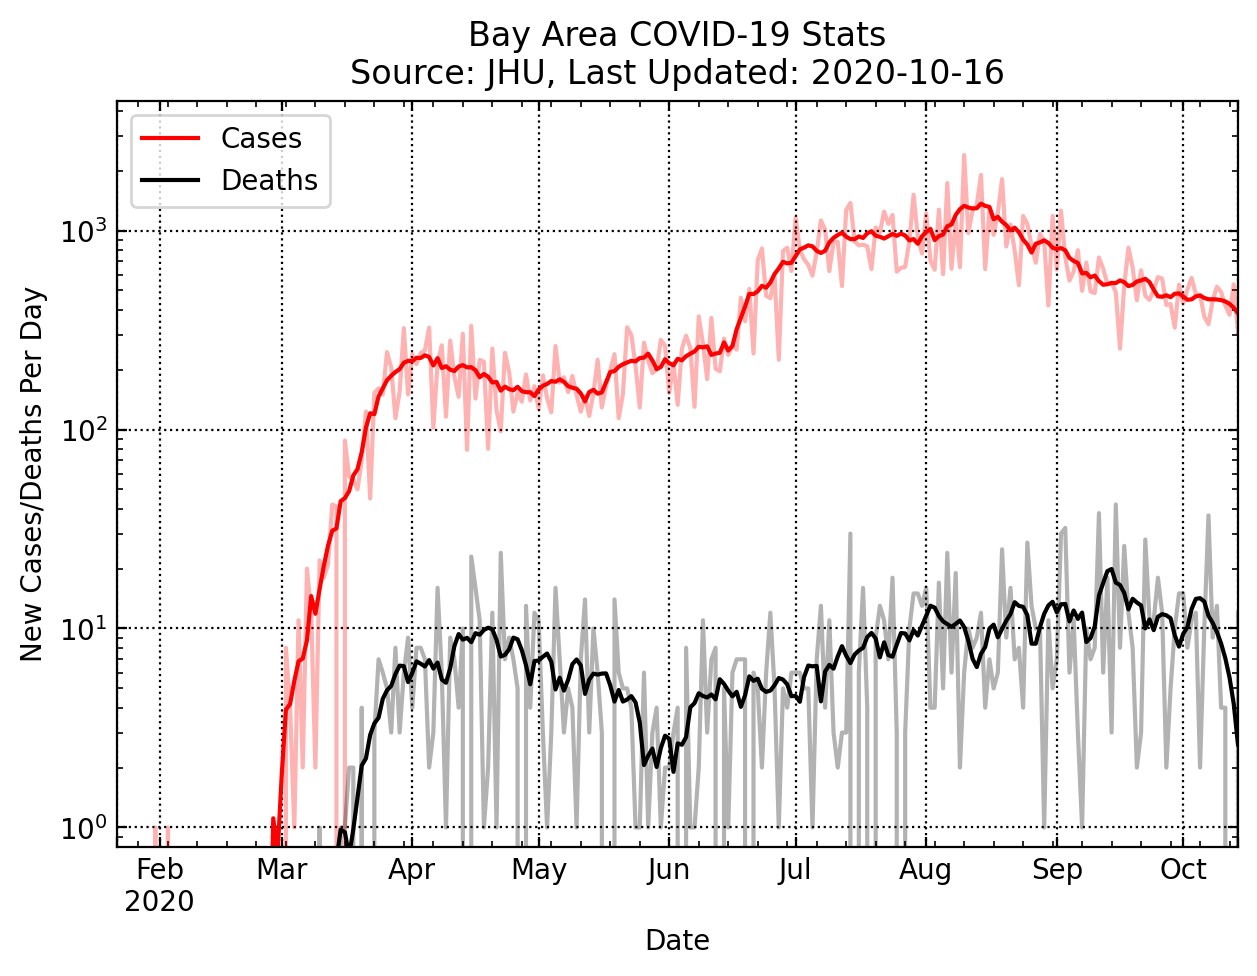 Bay Area COVID-19 Stats
Source: JHU, Last Updated: 2020-10-16
Cases
Deaths
New Cases/Deaths Per Day
10³
10²
10¹
10⁰
Feb Mar Apr May Jun Jul Aug Sep Oct
2020
Date